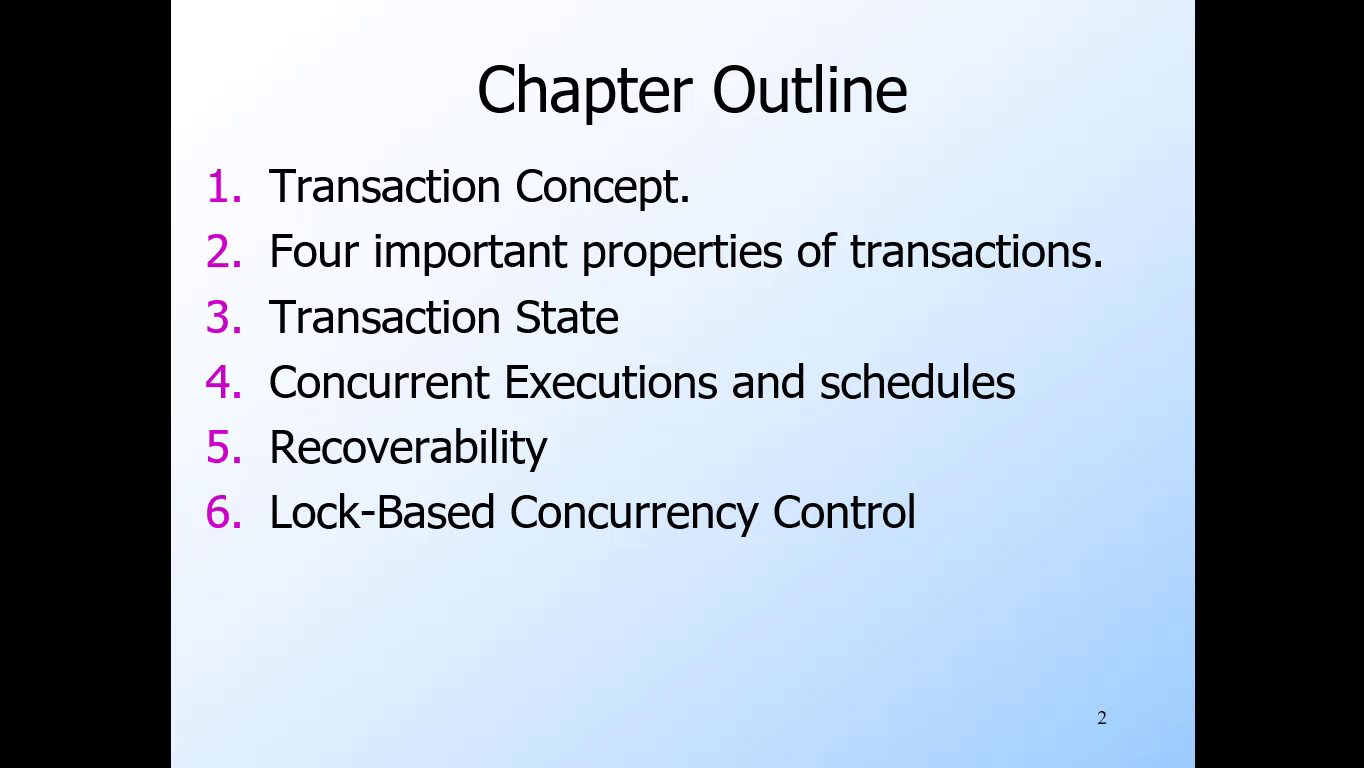 Chapter Outline
1. Transaction Concept.
2. Four important properties of transactions.
3. Transaction State
4. Concurrent Executions and schedules
5. Recoverability
6. Lock-Based Concurrency Control
2